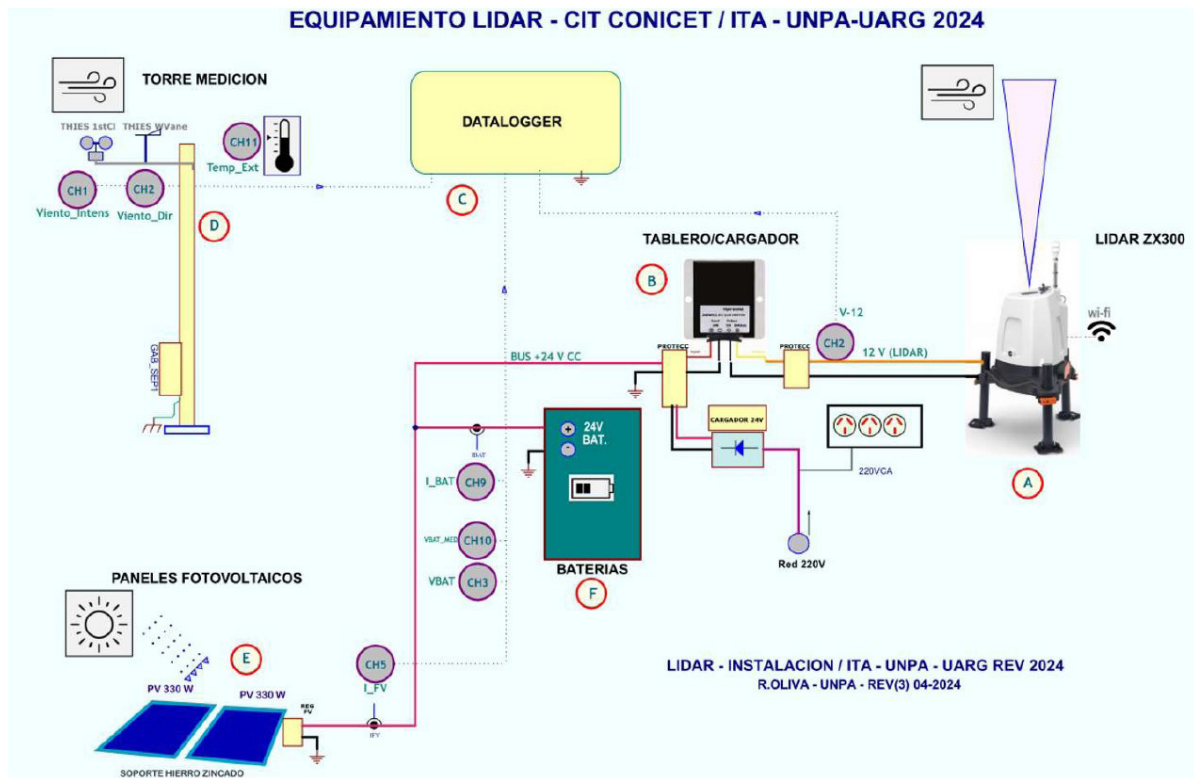 EQUIPAMIENTO LIDAR - CIT CONICET / ITA - UNPA-UARG 2024
TORRE MEDICION
THIES 1stCl THIES WVane
CH11
Temp_Ext
CH1
Viento_Intens
CH2
Viento_Dir
D
GAB_SEP1
DATALOGGER
C
TABLERO/CARGADOR
B
LIDAR ZX300
wi-fi
V-12
CH2
PROTECC
PROTECC
BUS +24 V CC
12 V (LIDAR)
A
CARGADOR 24V
220VCA
Red 220V
+ 24V
- BAT.
BATERIAS
F
IBAT
I_BAT
CH9
VBAT_MED
CH10
VBAT
CH3
PANELES FOTOVOLTAICOS
E
PV 330 W
PV 330 W
REG
FV
CH5
I_FV
IFV
SOPORTE HIERRO ZINCADO
LIDAR - INSTALACION / ITA - UNPA - UARG REV 2024
R.OLIVA - UNPA - REV(3) 04-2024